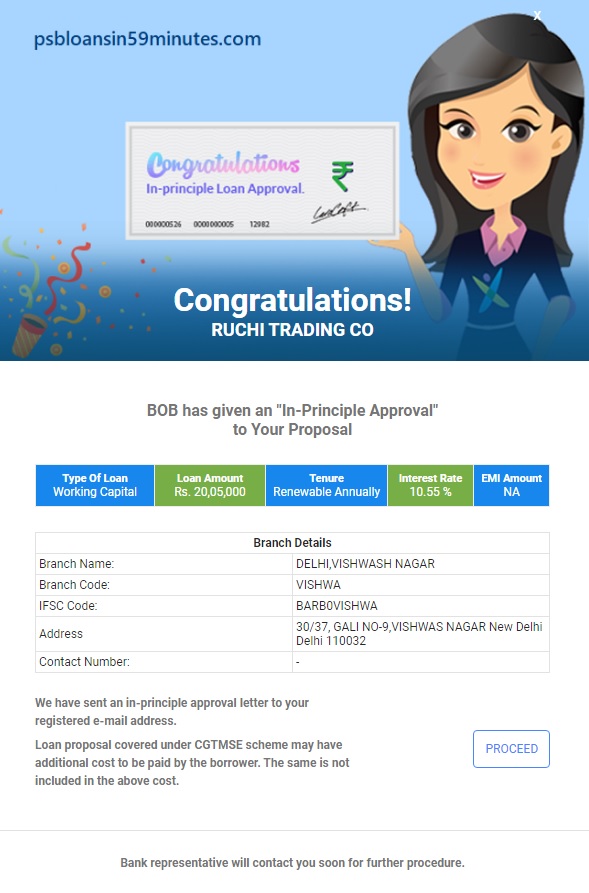 X
psbloansin59minutes.com
Congratulations
In-principle Loan Approval.
₹
000000526 0000000005 12982
Congratulations!
RUCHI TRADING CO
BOB has given an "In-Principle Approval"
to Your Proposal
Type Of Loan Loan Amount Tenure Interest Rate EMI Amount
Working Capital Rs. 20,05,000 Renewable Annually 10.55 % NA
Branch Details
Branch Name: DELHI,VISHWASH NAGAR
Branch Code: VISHWA
IFSC Code: BARB0VISHWA
Address 30/37, GALI NO-9,VISHWAS NAGAR New Delhi
Delhi 110032
Contact Number: -
We have sent an in-principle approval letter to your
registered e-mail address.
Loan proposal covered under CGTMSE scheme may have
additional cost to be paid by the borrower. The same is not
included in the above cost.
PROCEED
Bank representative will contact you soon for further procedure.